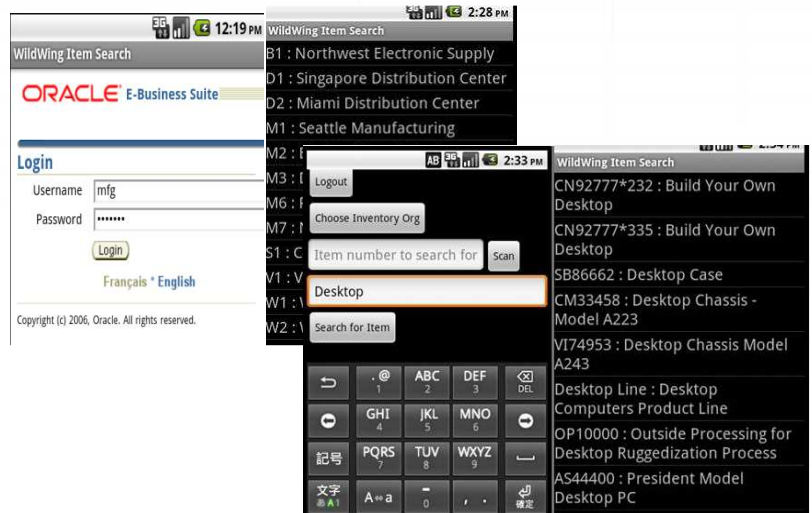 12:19 PM
WildWing Item Search
ORACLE E-Business Suite
Login
Username mfg
Password
Login
Français * English
Copyright (c) 2006, Oracle. All rights reserved.
2:28 PM
WildWing Item Search
B1 : Northwest Electronic Supply
D1 : Singapore Distribution Center
D2 : Miami Distribution Center
M1 : Seattle Manufacturing
M2 :
M3 :
M6 :
M7 :
S1 : C
V1 : V
W1 :
W2 :
AB 2:33 PM
Logout
Choose Inventory Org
Item number to search for Scan
Desktop
Search for Item
. @ ABC DEF
1 2 3 DEL
GHI JKL MNO
4 5 6
記号 PQRS TUV WXYZ
7 8 9
文字 A⇔a - , .
あA1 0 確定
WildWing Item Search
CN92777*232 : Build Your Own
Desktop
CN92777*335 : Build Your Own
Desktop
SB86662 : Desktop Case
CM33458 : Desktop Chassis -
Model A223
VI74953 : Desktop Chassis Model
A243
Desktop Line : Desktop
Computers Product Line
OP10000 : Outside Processing for
Desktop Ruggedization Process
AS44400 : President Model
Desktop PC